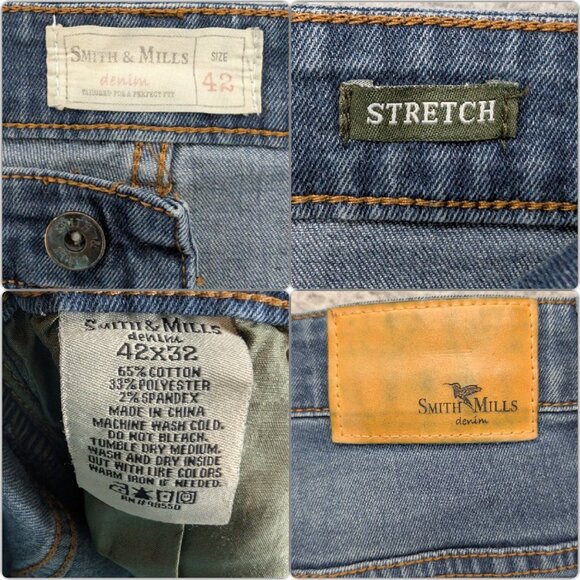 SMITH & MILLS
denim
TAILORED FOR A PERFECT FIT
SIZE
42
STRETCH
SMITH & MILLS
denim
42X32
65% COTTON
33% POLYESTER
2% SPANDEX
MADE IN CHINA
MACHINE WASH COLD.
DO NOT BLEACH.
TUMBLE DRY MEDIUM.
WASH AND DRY INSIDE
OUT WITH LIKE COLORS
WARM IRON IF NEEDED.
RN#98550
SMITH MILLS
denim